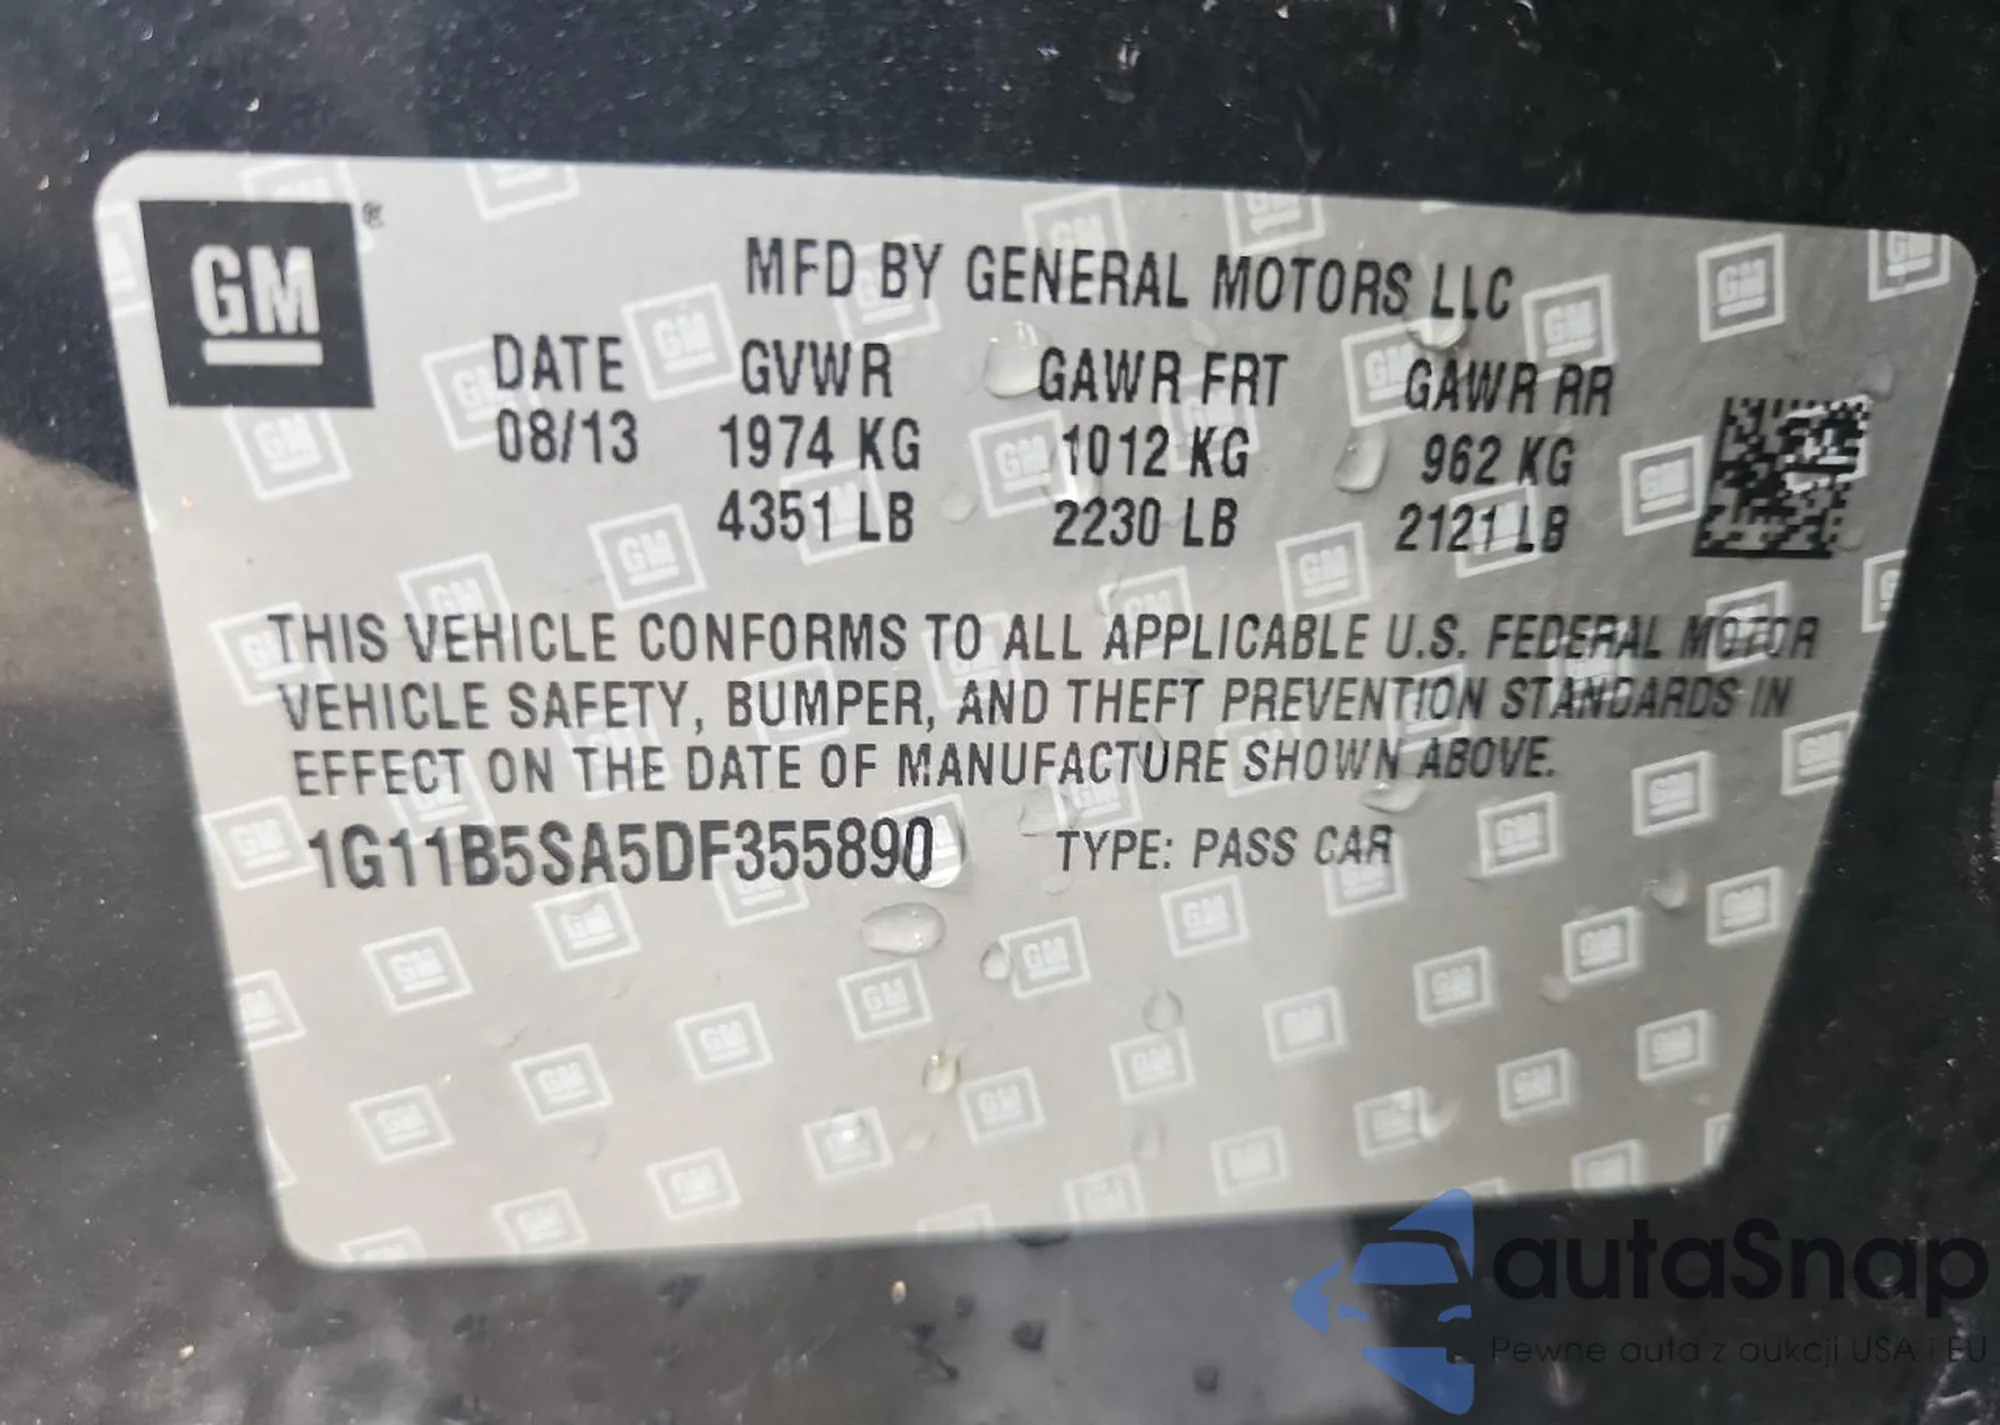 GM®
MFD BY GENERAL MOTORS LLC
DATE GVWR GAWR FRT GAWR RR
08/13 1974 KG 1012 KG 962 KG
4351 LB 2230 LB 2121 LB
THIS VEHICLE CONFORMS TO ALL APPLICABLE U.S. FEDERAL MOTOR
VEHICLE SAFETY, BUMPER, AND THEFT PREVENTION STANDARDS IN
EFFECT ON THE DATE OF MANUFACTURE SHOWN ABOVE.
1G11B5SA5DF355890 TYPE: PASS CAR
autaSnap
Pewne auta z aukcji USA i EU